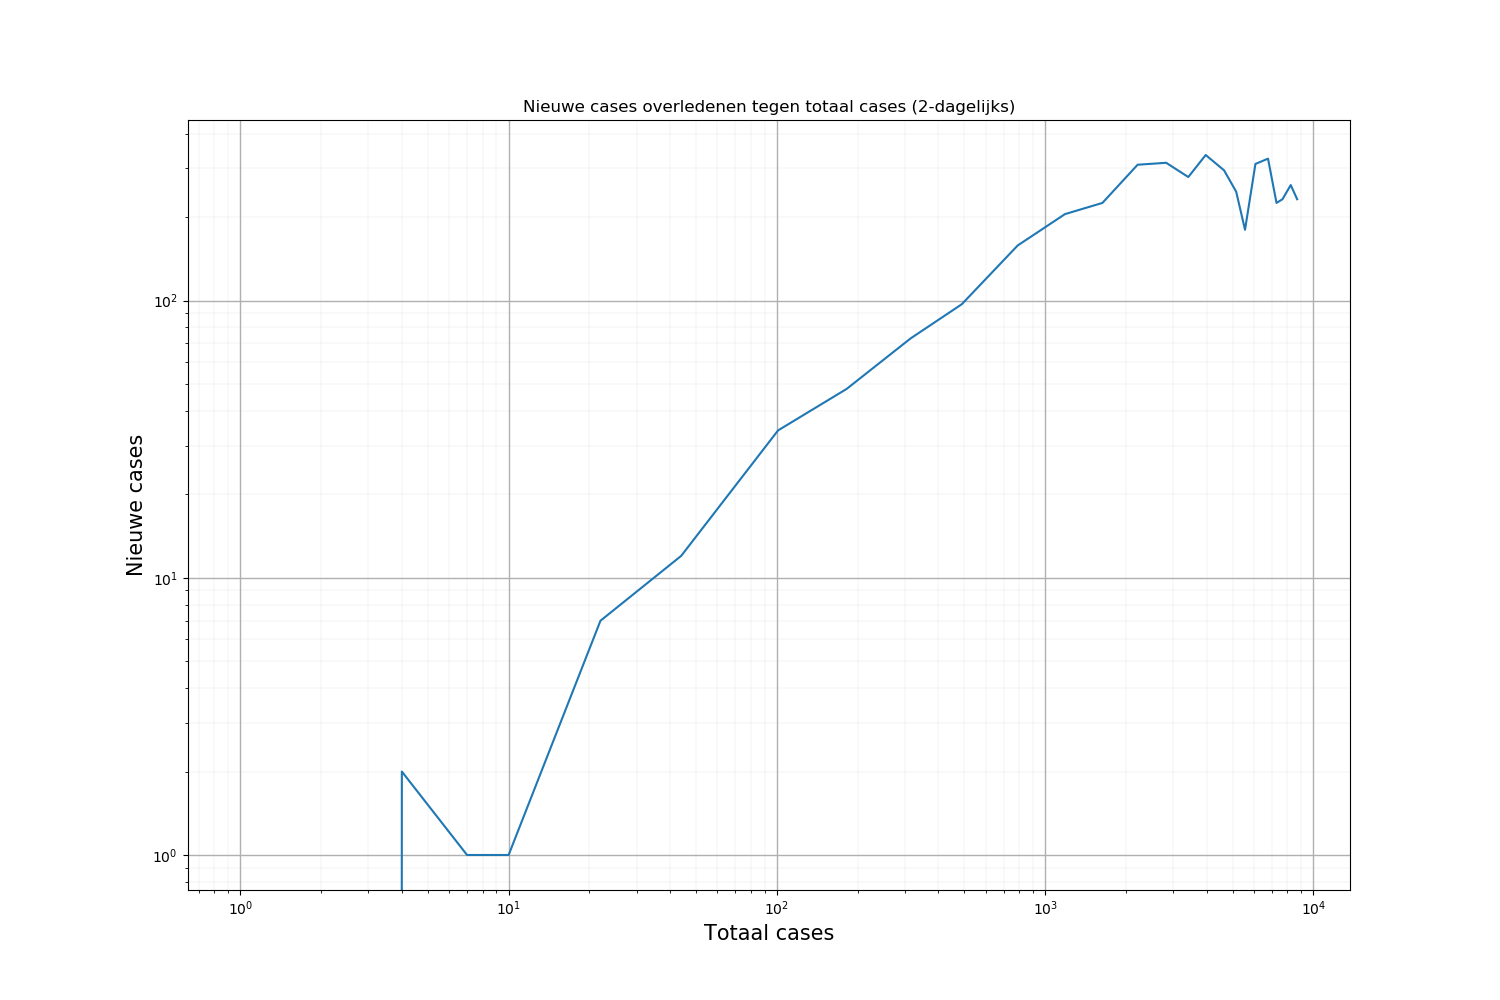 Nieuwe cases overledenen tegen totaal cases (2-dagelijks)
Nieuwe cases
10²
10¹
10⁰
10⁰ 10¹ 10² 10³ 10⁴
Totaal cases